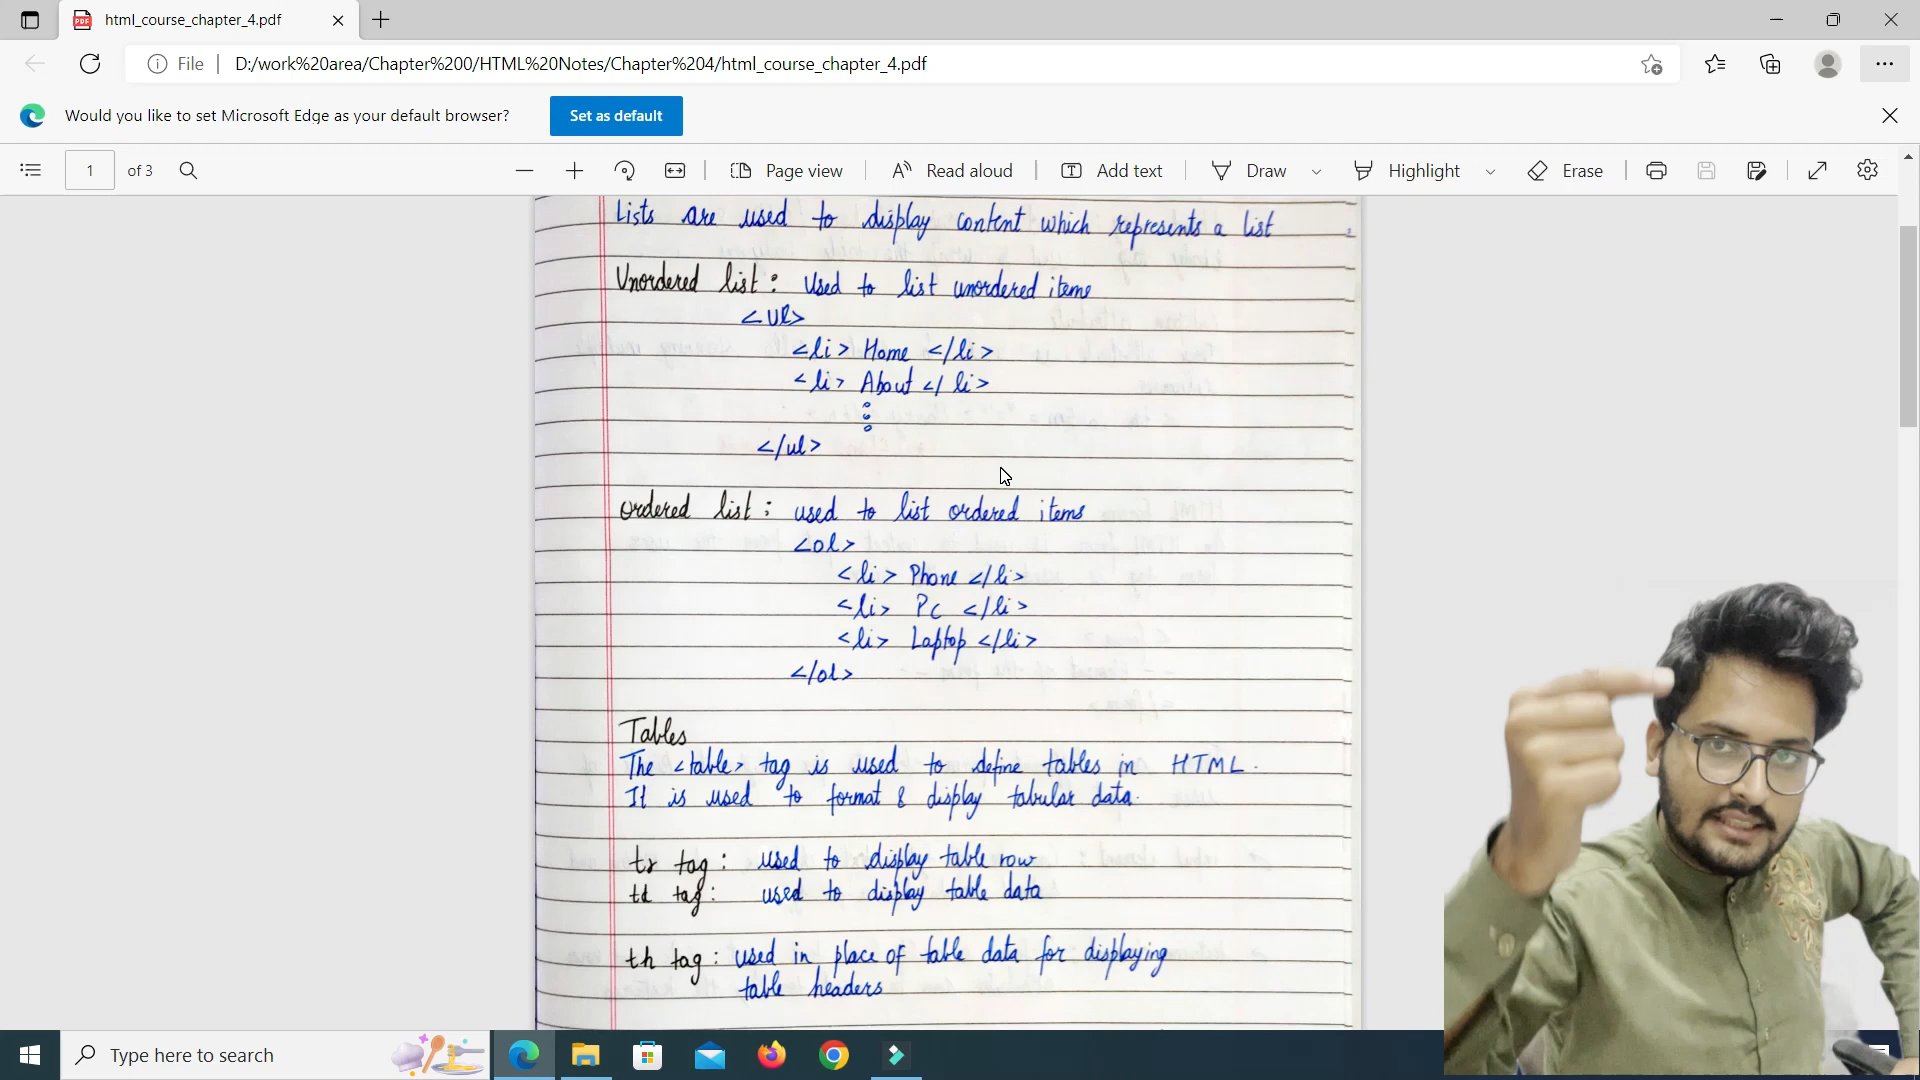 html_course_chapter_4.pdf
File
D:/work%20area/Chapter%200/HTML%20Notes/Chapter%204/html_course_chapter_4.pdf
Would you like to set Microsoft Edge as your default browser?
Set as default
1 of 3
Page view
Read aloud
Add text
Draw
Highlight
Erase
Lists are used to display content which represents a list
Unordered list : Used to list unordered items
<ul>
<li> Home </li>
<li> About </li>
</ul>
ordered list : used to list ordered items
<ol>
<li> Phone </li>
<li> Pc </li>
<li> Laptop </li>
</ol>
Tables
The <table> tag is used to define tables in HTML.
It is used to format & display tabular data.
tr tag : used to display table row
td tag : used to display table data
th tag : used in place of table data for displaying
table headers
Type here to search